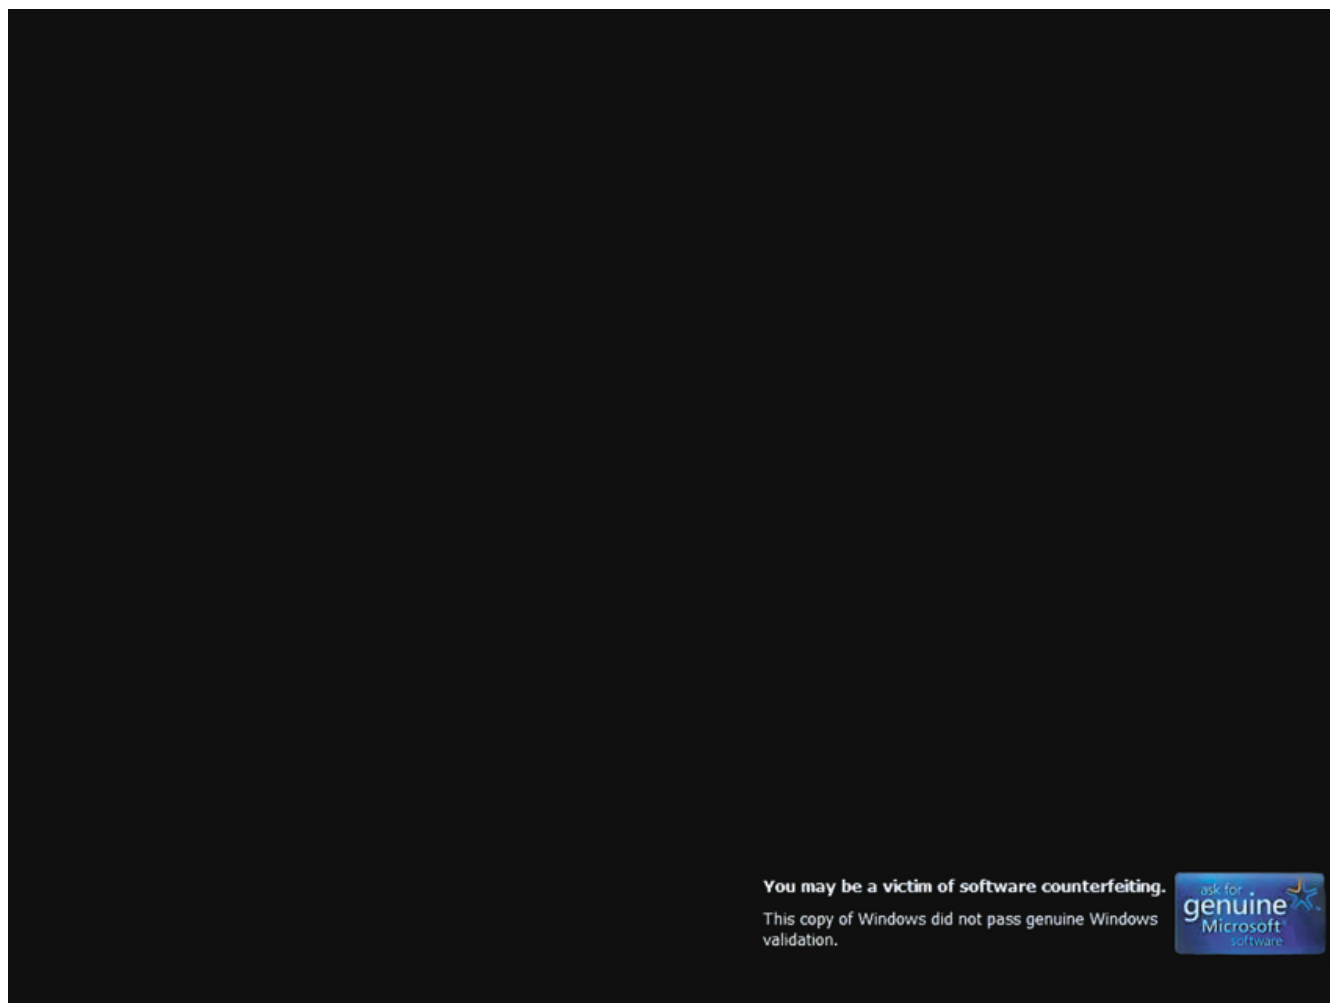 You may be a victim of software counterfeiting.
This copy of Windows did not pass genuine Windows
validation.
ask for
genuine
Microsoft
software